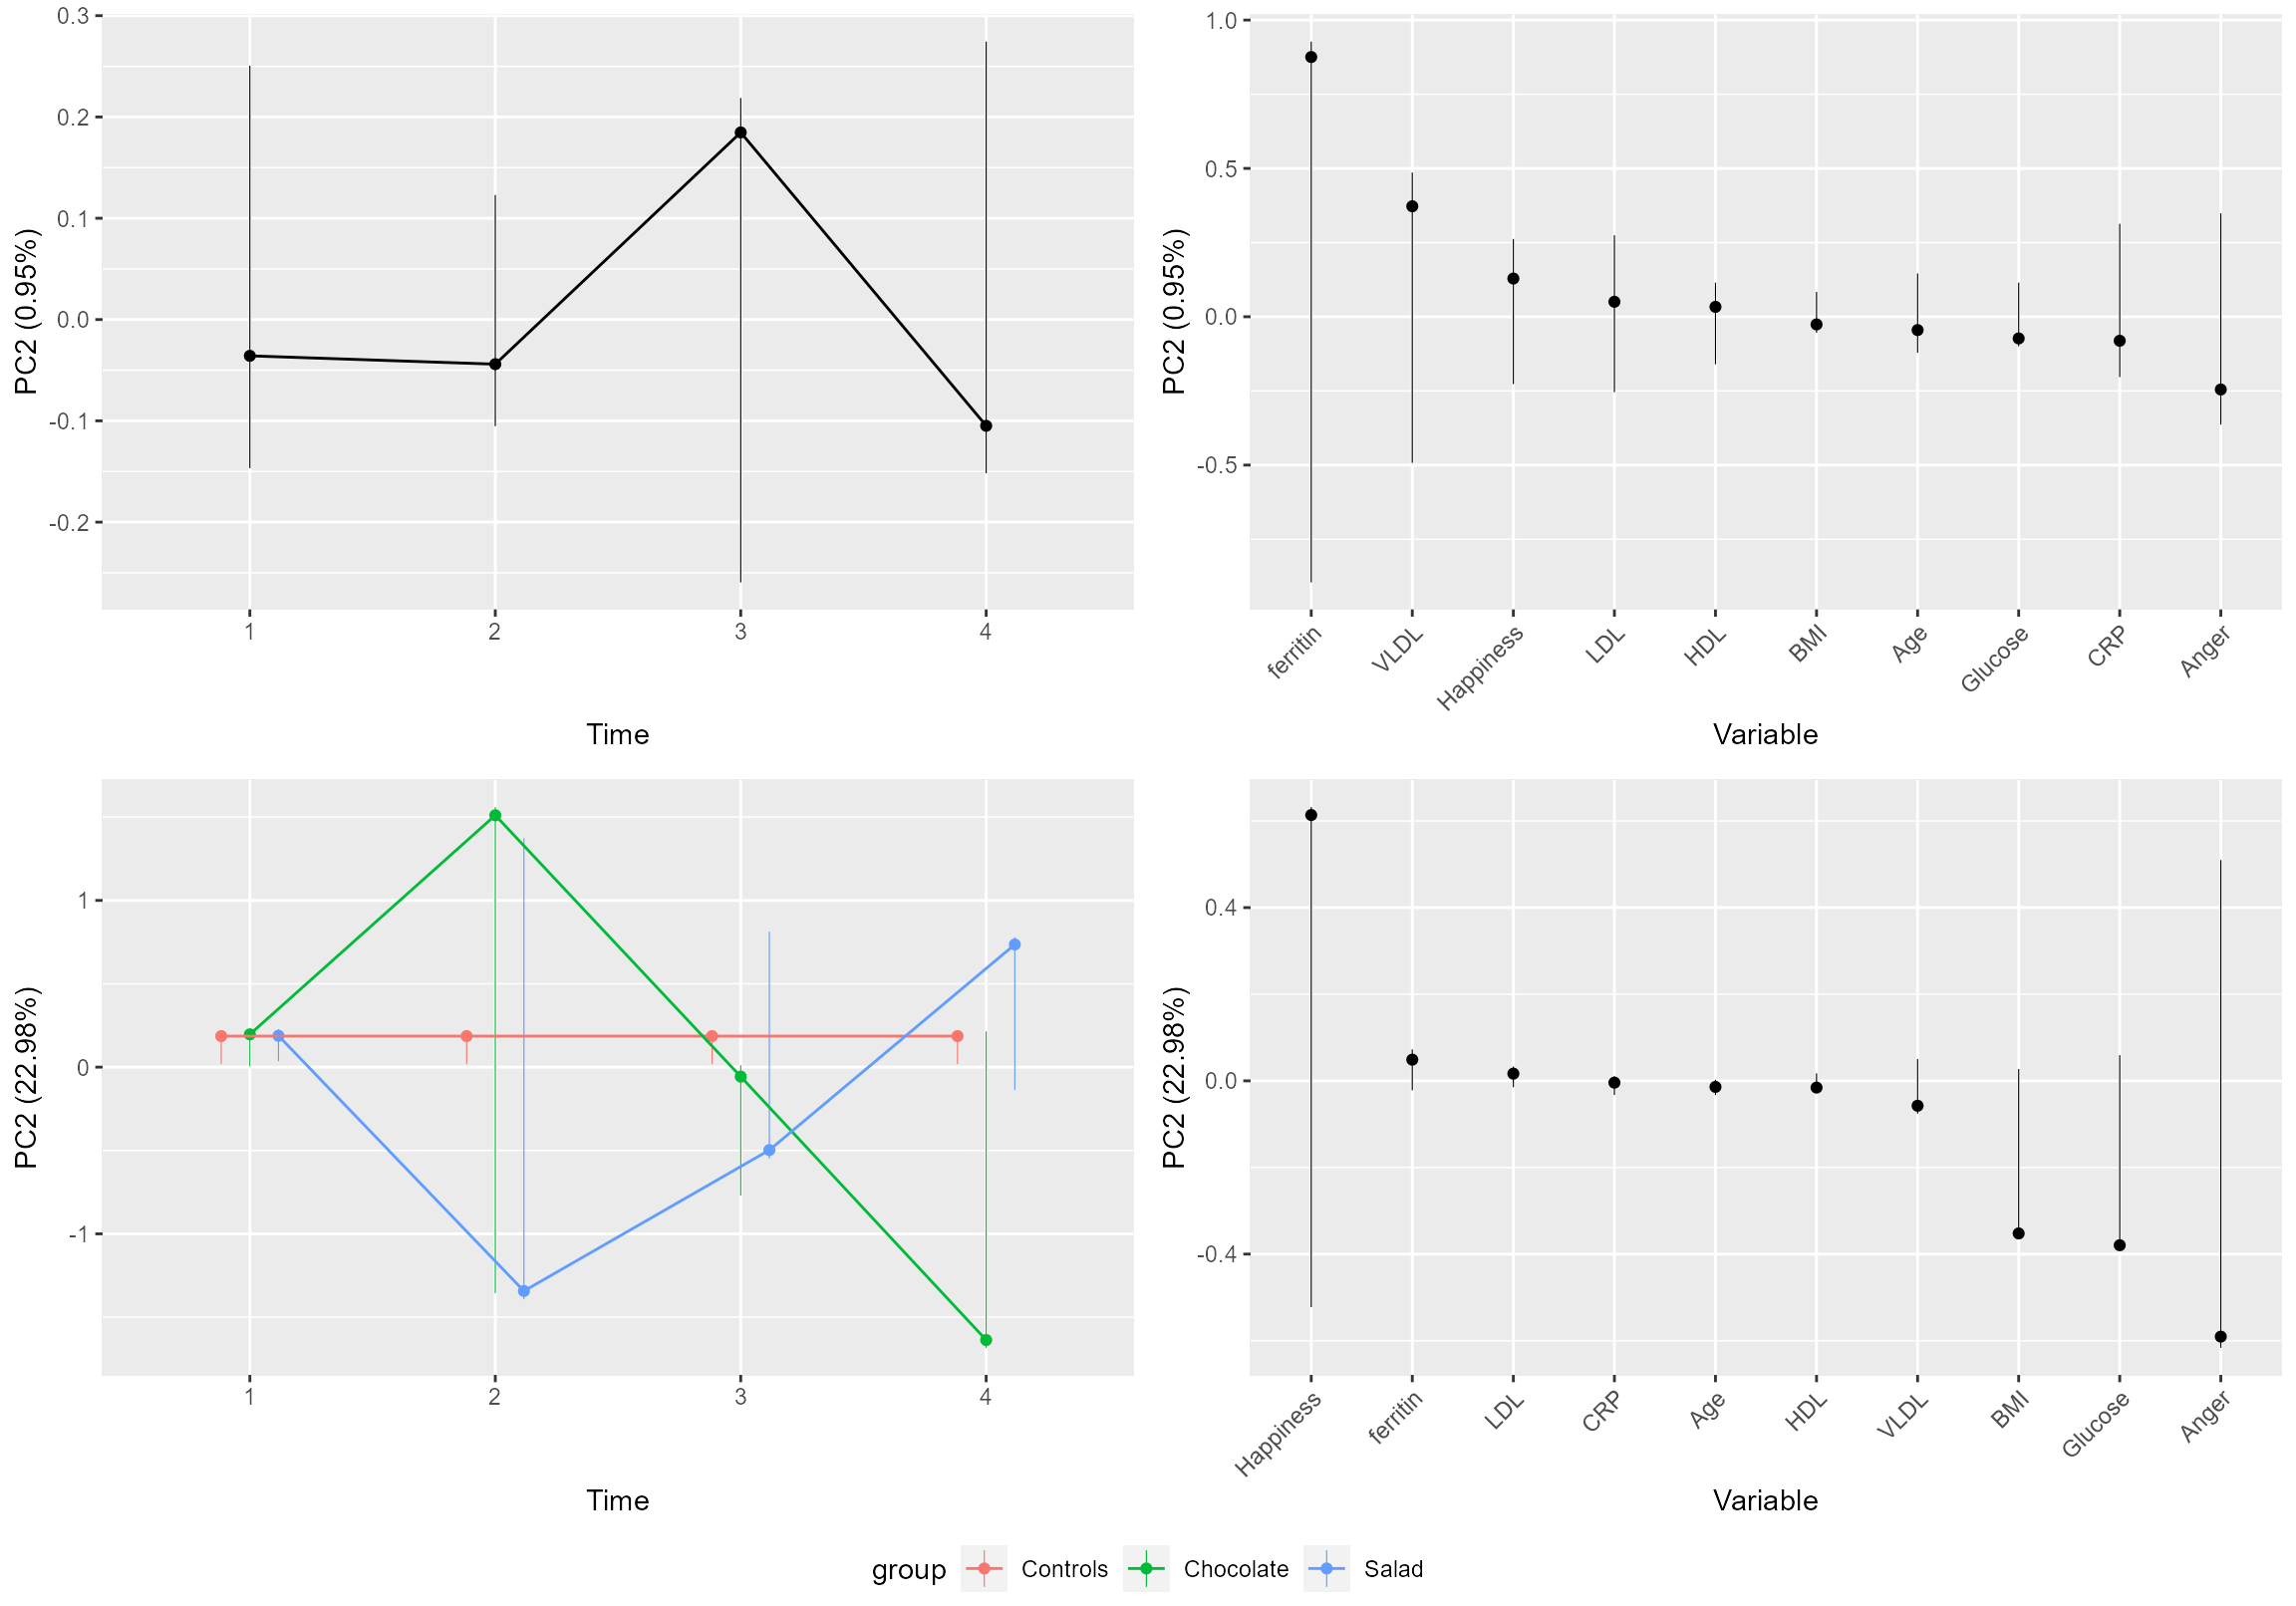 0.3
0.2
0.1
0.0
-0.1
-0.2
PC2 (0.95%)
1 2 3 4
Time
1.0
0.5
0.0
-0.5
PC2 (0.95%)
ferritin VLDL Happiness LDL HDL BMI Age Glucose CRP Anger
Variable
1
0
-1
PC2 (22.98%)
1 2 3 4
Time
0.4
0.0
-0.4
PC2 (22.98%)
Happiness ferritin LDL CRP Age HDL VLDL BMI Glucose Anger
Variable
group Controls Chocolate Salad